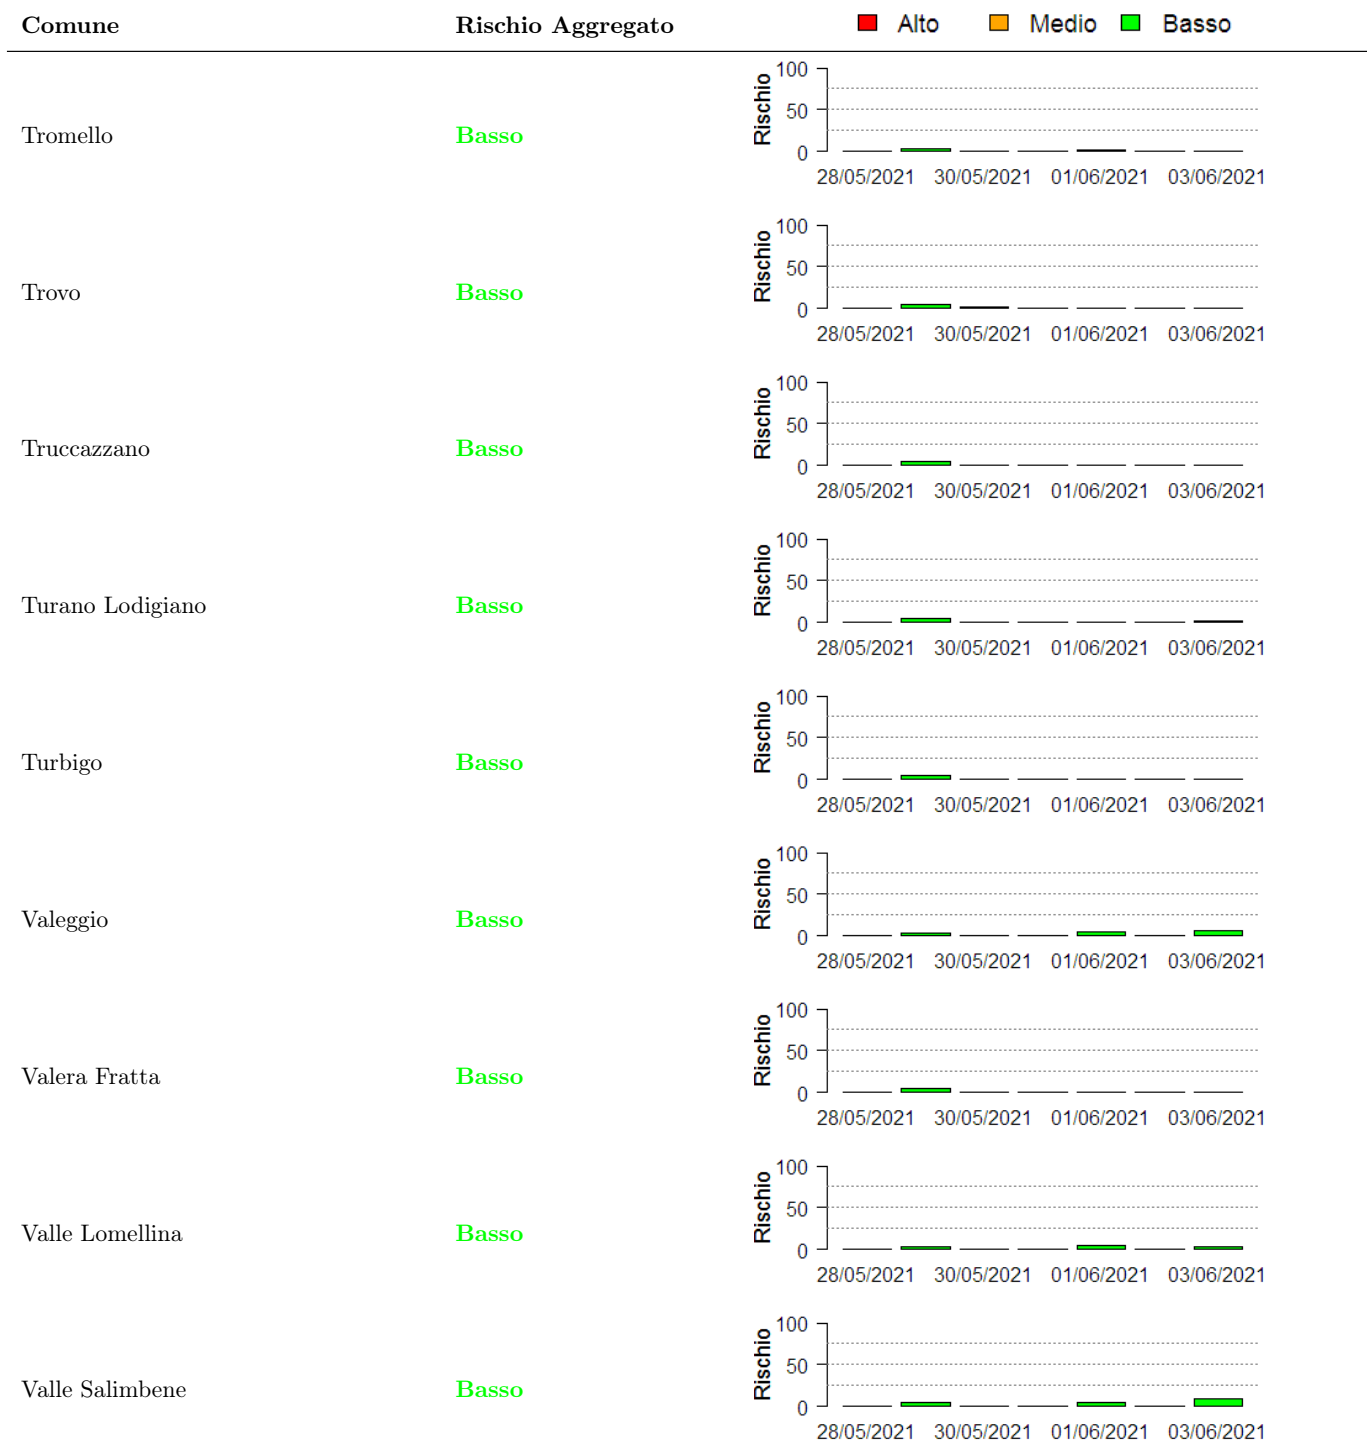 Comune Rischio Aggregato Alto Medio Basso
100
50
0
Rischio
Tromello Basso
28/05/2021 30/05/2021 01/06/2021 03/06/2021
100
50
0
Rischio
Trovo Basso
28/05/2021 30/05/2021 01/06/2021 03/06/2021
100
50
0
Rischio
Truccazzano Basso
28/05/2021 30/05/2021 01/06/2021 03/06/2021
100
50
0
Rischio
Turano Lodigiano Basso
28/05/2021 30/05/2021 01/06/2021 03/06/2021
100
50
0
Rischio
Turbigo Basso
28/05/2021 30/05/2021 01/06/2021 03/06/2021
100
50
0
Rischio
Valeggio Basso
28/05/2021 30/05/2021 01/06/2021 03/06/2021
100
50
0
Rischio
Valera Fratta Basso
28/05/2021 30/05/2021 01/06/2021 03/06/2021
100
50
0
Rischio
Valle Lomellina Basso
28/05/2021 30/05/2021 01/06/2021 03/06/2021
100
50
0
Rischio
Valle Salimbene Basso
28/05/2021 30/05/2021 01/06/2021 03/06/2021